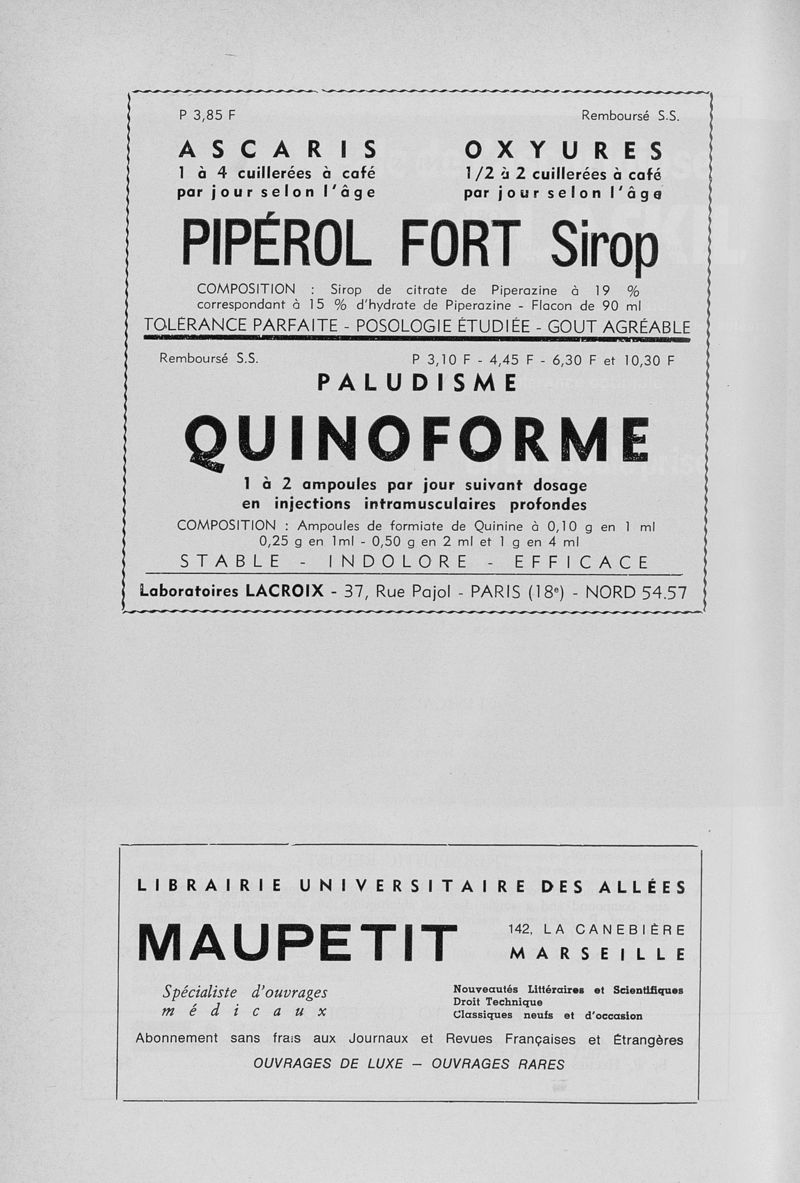 P 3,85 F Remboursé S.S.
ASCARIS OXYURES
1 à 4 cuillerées à café 1/2 à 2 cuillerées à café
par jour selon l'âge par jour selon l'âge
PIPÉROL FORT Sirop
COMPOSITION : Sirop de citrate de Piperazine à 19 %
correspondant à 15 % d'hydrate de Piperazine - Flacon de 90 ml
TOLÉRANCE PARFAITE - POSOLOGIE ÉTUDIÉE - GOUT AGRÉABLE
Remboursé S.S. P 3,10 F - 4,45 F - 6,30 F et 10,30 F
PALUDISME
QUINOFORME
1 à 2 ampoules par jour suivant dosage
en injections intramusculaires profondes
COMPOSITION : Ampoules de formiate de Quinine à 0,10 g en 1 ml
0,25 g en 1ml - 0,50 g en 2 ml et 1 g en 4 ml
STABLE - INDOLORE - EFFICACE
Laboratoires LACROIX - 37, Rue Pajol - PARIS (18e) - NORD 54.57
LIBRAIRIE UNIVERSITAIRE DES ALLÉES
MAUPETIT
142, LA CANEBIÈRE
MARSEILLE
Spécialiste d'ouvrages
médicaux
Nouveautés Littéraires et Scientifiques
Droit Technique
Classiques neufs et d'occasion
Abonnement sans frais aux Journaux et Revues Françaises et Étrangères
OUVRAGES DE LUXE – OUVRAGES RARES